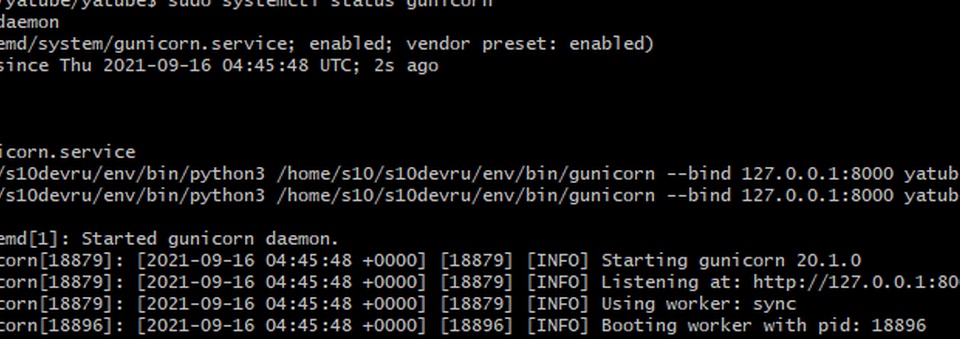 /yatube/yatube$ sudo systemctl status gunicorn
daemon
emd/system/gunicorn.service; enabled; vendor preset: enabled)
since Thu 2021-09-16 04:45:48 UTC; 2s ago
icorn.service
/s10devru/env/bin/python3 /home/s10/s10devru/env/bin/gunicorn --bind 127.0.0.1:8000 yatub
/s10devru/env/bin/python3 /home/s10/s10devru/env/bin/gunicorn --bind 127.0.0.1:8000 yatub
emd[1]: Started gunicorn daemon.
corn[18879]: [2021-09-16 04:45:48 +0000] [18879] [INFO] Starting gunicorn 20.1.0
corn[18879]: [2021-09-16 04:45:48 +0000] [18879] [INFO] Listening at: http://127.0.0.1:80
corn[18879]: [2021-09-16 04:45:48 +0000] [18879] [INFO] Using worker: sync
corn[18896]: [2021-09-16 04:45:48 +0000] [18896] [INFO] Booting worker with pid: 18896